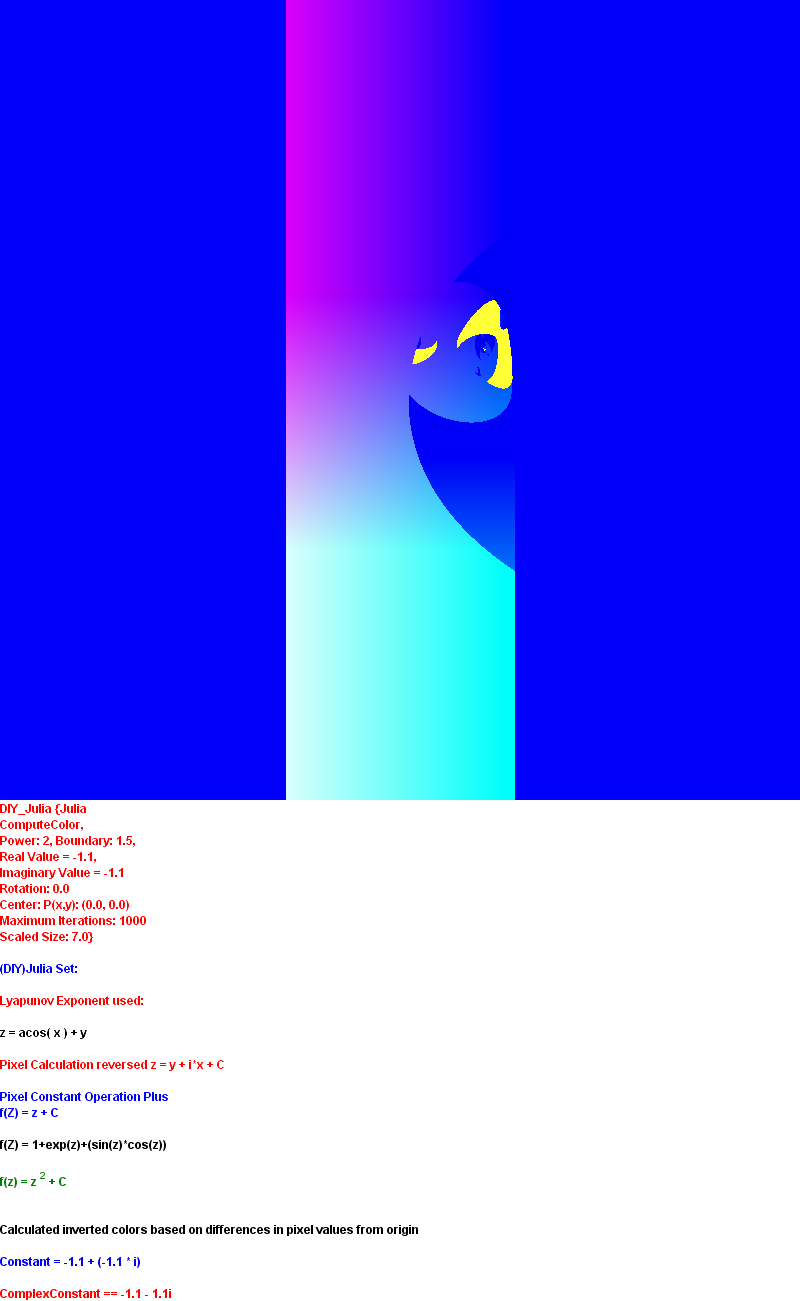 DIY_Julia {Julia
ComputeColor,
Power: 2, Boundary: 1.5,
Real Value = -1.1,
Imaginary Value = -1.1
Rotation: 0.0
Center: P(x,y): (0.0, 0.0)
Maximum Iterations: 1000
Scaled Size: 7.0}
(DIY)Julia Set:
Lyapunov Exponent used:
z = acos( x ) + y
Pixel Calculation reversed z = y + i*x + C
Pixel Constant Operation Plus
f(Z) = z + C
f(Z) = 1+exp(z)+(sin(z)*cos(z))
f(z) = z 2 + C
Calculated inverted colors based on differences in pixel values from origin
Constant = -1.1 + (-1.1 * i)
ComplexConstant == -1.1 - 1.1i